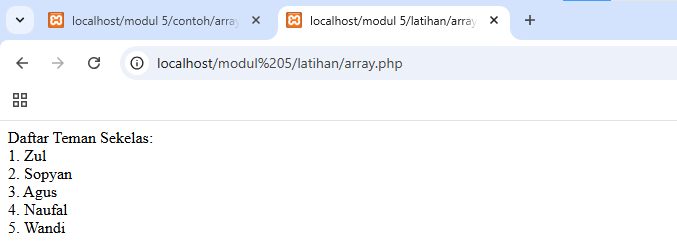 localhost/modul 5/contoh/array
localhost/modul 5/latihan/array
localhost/modul%205/latihan/array.php
Daftar Teman Sekelas:
1. Zul
2. Sopyan
3. Agus
4. Naufal
5. Wandi